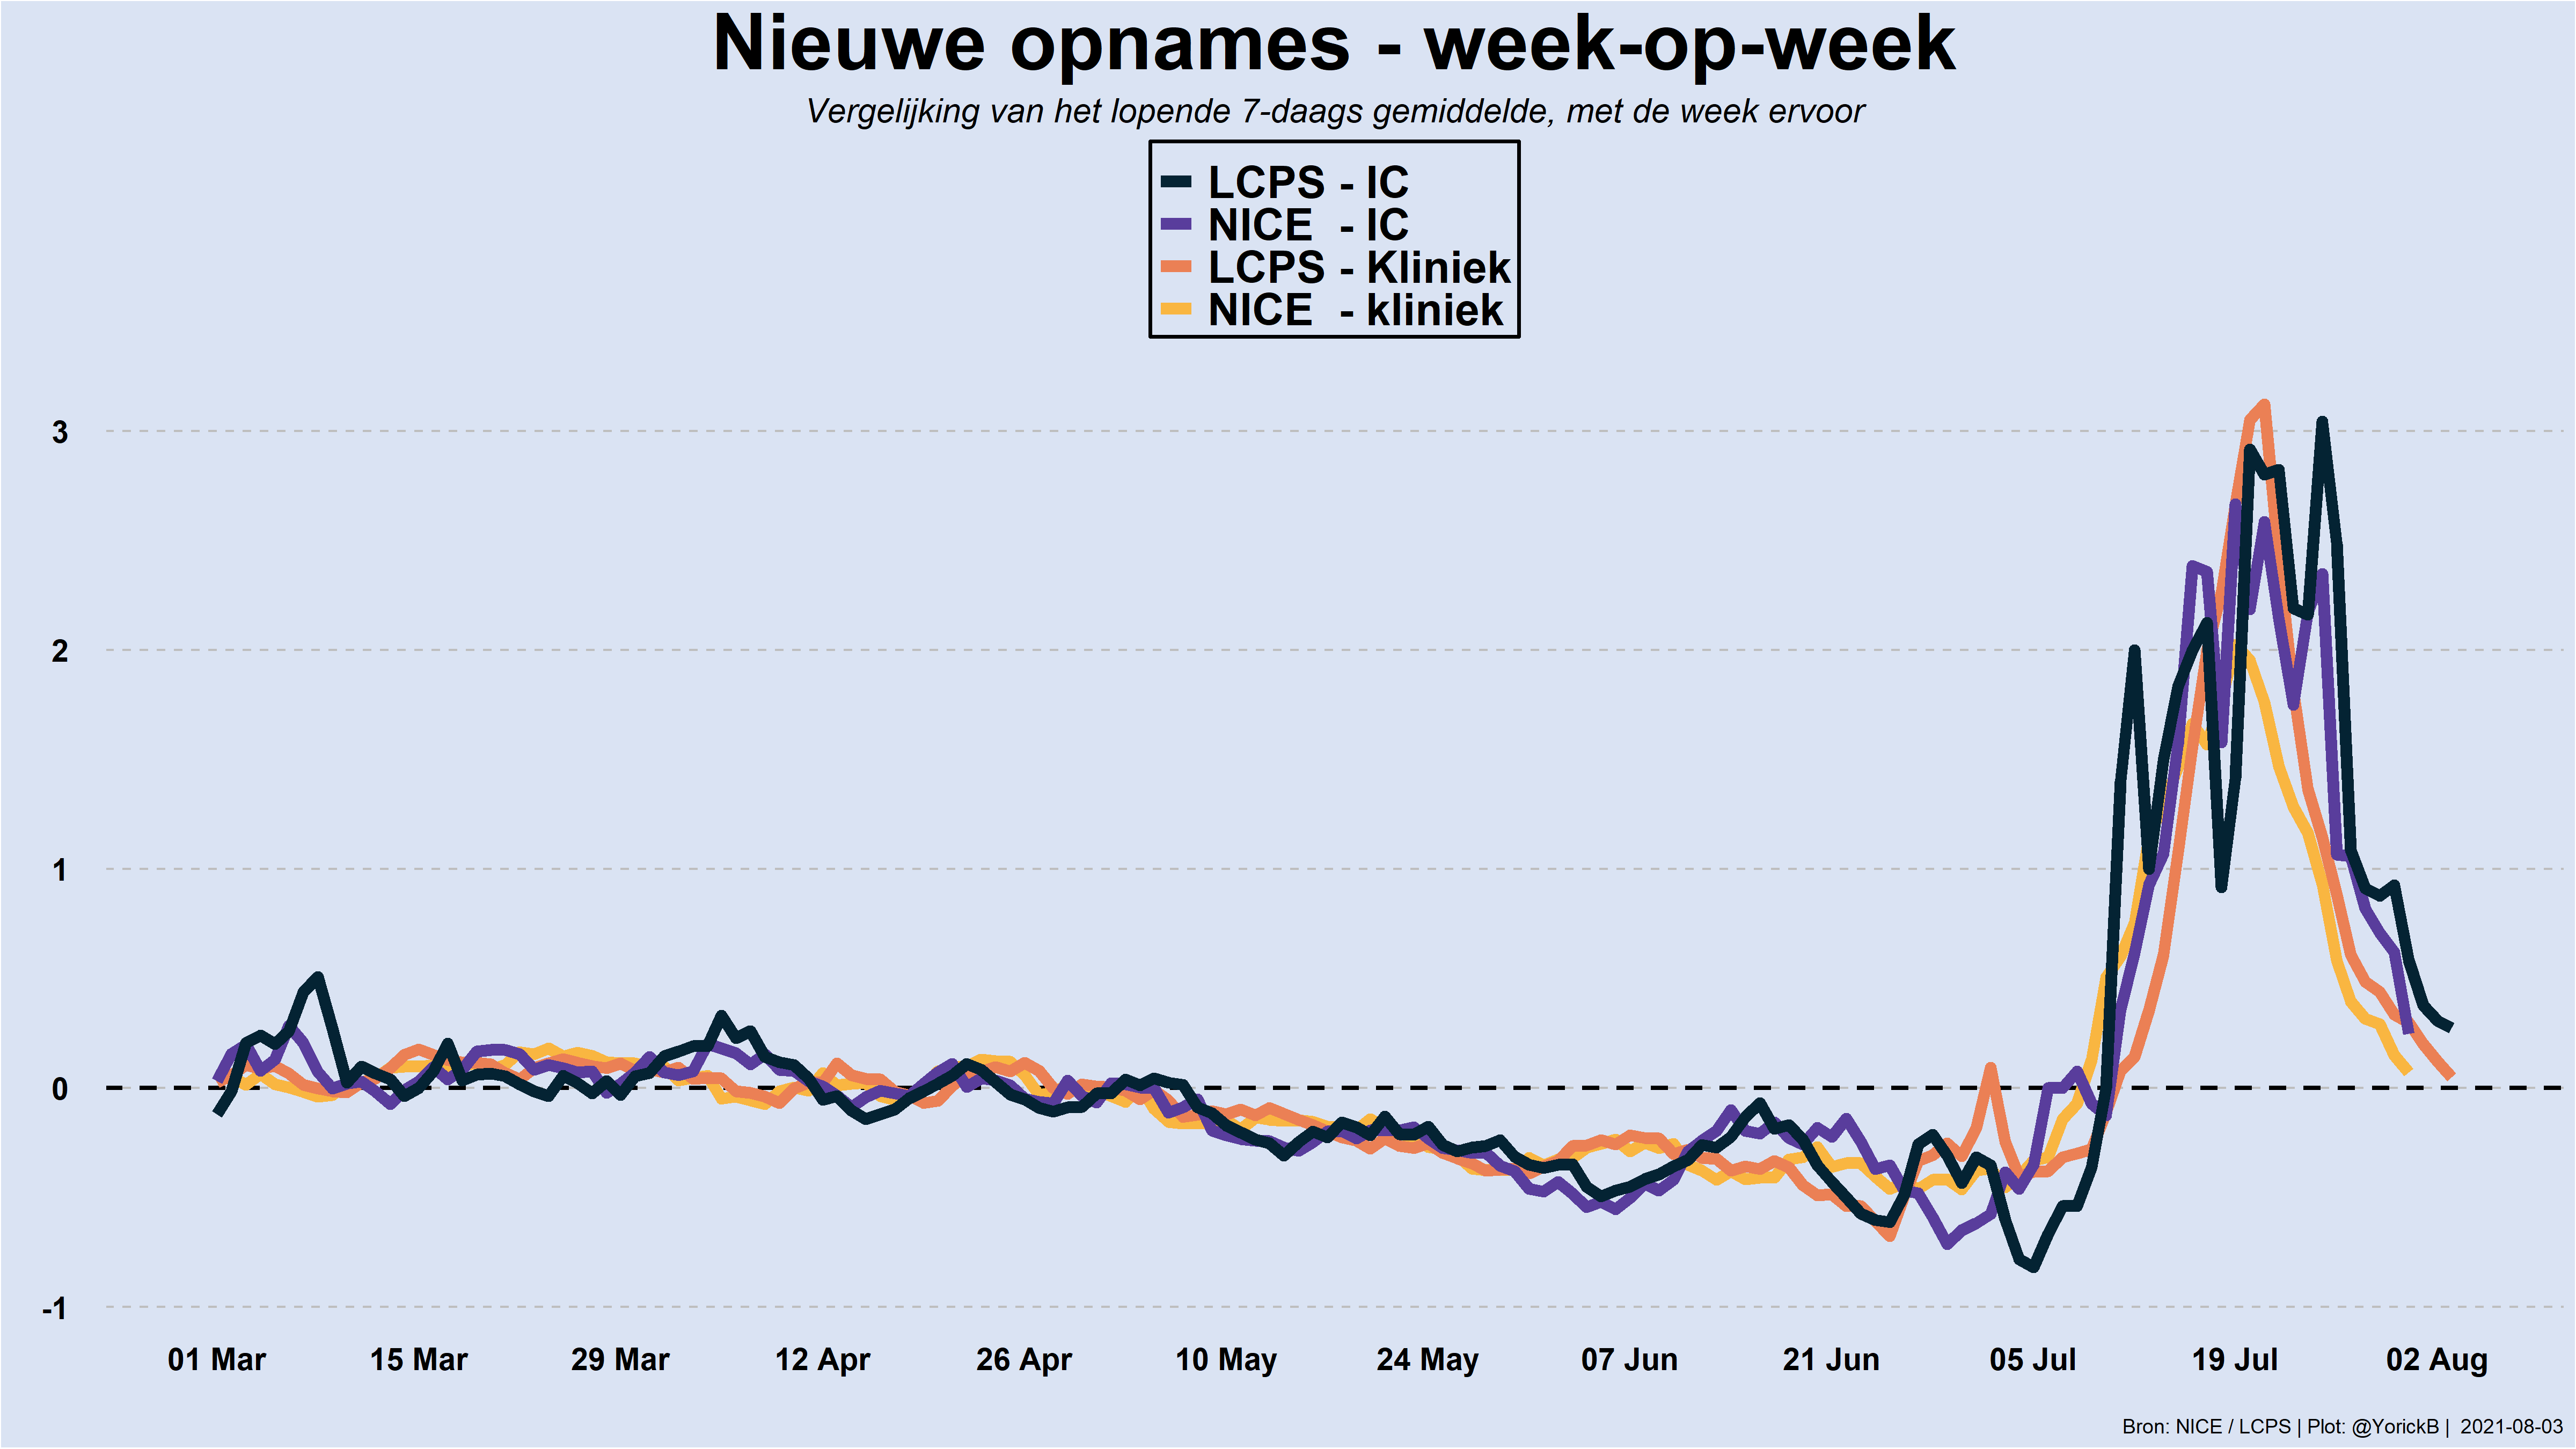 Nieuwe opnames - week-op-week
Vergelijking van het lopende 7-daags gemiddelde, met de week ervoor
LCPS - IC
NICE - IC
LCPS - Kliniek
NICE - kliniek
3
2
1
0
-1
01 Mar 15 Mar 29 Mar 12 Apr 26 Apr 10 May 24 May 07 Jun 21 Jun 05 Jul 19 Jul 02 Aug
Bron: NICE / LCPS | Plot: @YorickB | 2021-08-03